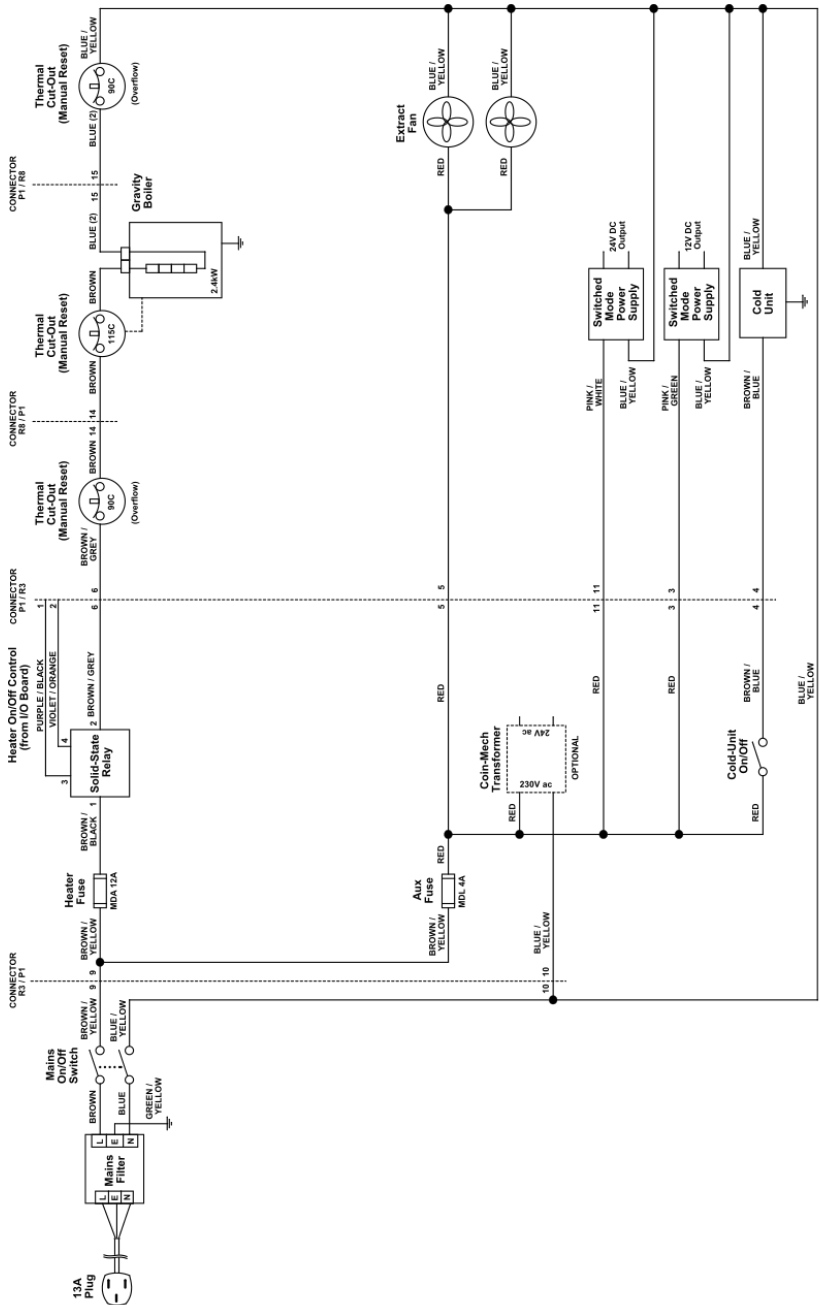 13A
Plug
L
E
N
Mains
Filter
L
E
N
BROWN
BLUE
GREEN /
YELLOW
Mains
On/Off
Switch
BROWN /
YELLOW
BLUE /
YELLOW
CONNECTOR
R3 / P1
9
9
10
10
BROWN /
YELLOW
Heater
Fuse
MDA 12A
BROWN /
BLACK
1
Solid-State
Relay
3
4
2
BROWN / GREY
Heater On/Off Control
(from I/O Board)
PURPLE / BLACK
VIOLET / ORANGE
CONNECTOR
P1 / R3
1
2
6
6
BROWN /
GREY
Thermal
Cut-Out
(Manual Reset)
90C
(Overflow)
BROWN
CONNECTOR
R8 / P1
14
14
BROWN
Thermal
Cut-Out
(Manual Reset)
115C
BROWN
Gravity
Boiler
2.4kW
BLUE (2)
CONNECTOR
P1 / R8
15
15
BLUE (2)
Thermal
Cut-Out
(Manual Reset)
90C
(Overflow)
BLUE /
YELLOW
BROWN /
YELLOW
Aux
Fuse
MDL 4A
RED
RED
5
5
RED
Extract
Fan
BLUE /
YELLOW
RED
BLUE /
YELLOW
BLUE /
YELLOW
RED
Coin-Mech
Transformer
230V ac
24V ac
OPTIONAL
RED
11
11
PINK /
WHITE
BLUE /
YELLOW
Switched
Mode
Power
Supply
24V DC
Output
RED
3
3
PINK /
GREEN
BLUE /
YELLOW
Switched
Mode
Power
Supply
12V DC
Output
RED
Cold-Unit
On/Off
BROWN /
BLUE
4
4
BROWN /
BLUE
Cold
Unit
BLUE /
YELLOW
BLUE /
YELLOW